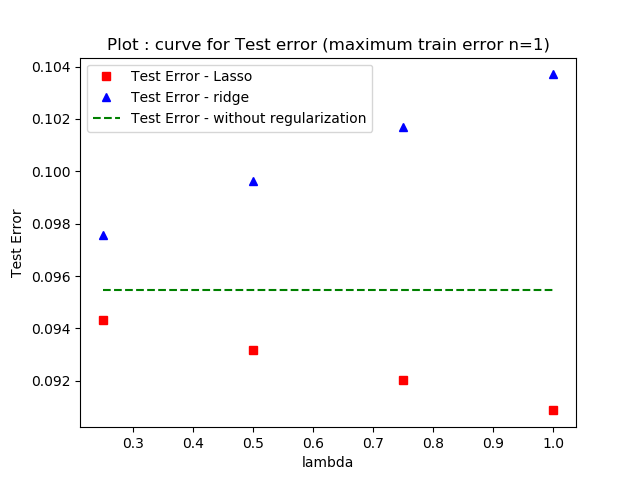 Plot : curve for Test error (maximum train error n=1)
Test Error - Lasso
Test Error - ridge
Test Error - without regularization
Test Error
0.104
0.102
0.100
0.098
0.096
0.094
0.092
0.3 0.4 0.5 0.6 0.7 0.8 0.9 1.0
lambda